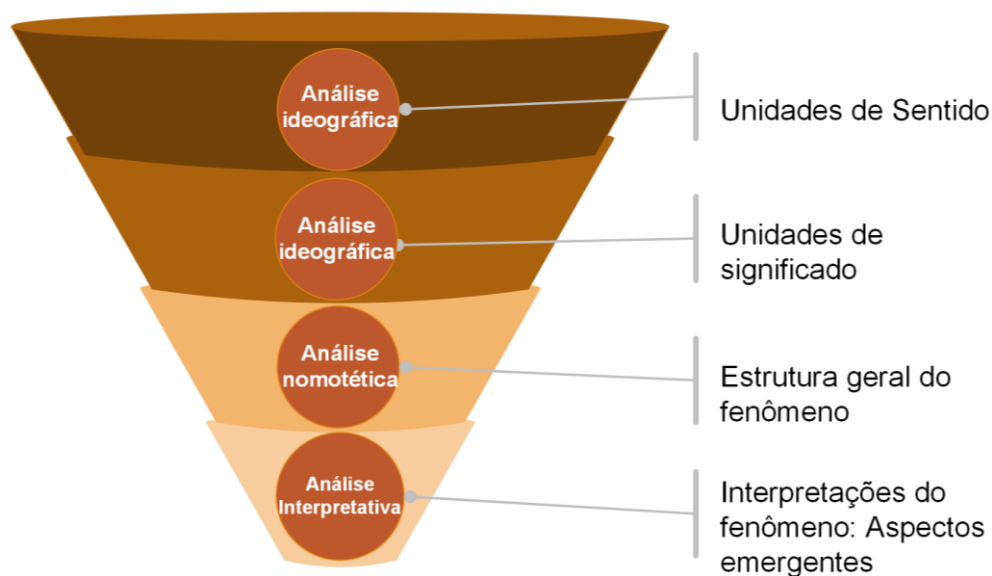 Análise
ideográfica
Unidades de Sentido
Análise
ideográfica
Unidades de
significado
Análise
nomotética
Estrutura geral do
fenômeno
Análise
Interpretativa
Interpretações do
fenômeno: Aspectos
emergentes